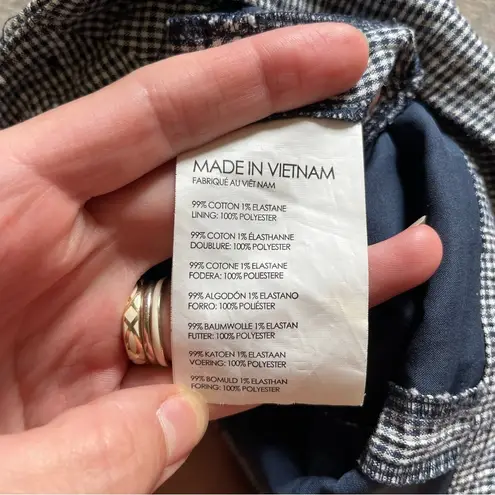 MADE IN VIETNAM
FABRIQUÉ AU VIÊT NAM
99% COTTON 1% ELASTANE
LINING: 100% POLYESTER
99% COTON 1% ÉLASTHANNE
DOUBLURE: 100% POLYESTER
99% COTONE 1% ELASTANE
FODERA: 100% POLIESTERE
99% ALGODÓN 1% ELASTANO
FORRO: 100% POLIÉSTER
99% BAUMWOLLE 1% ELASTAN
FUTTER: 100% POLYESTER
99% KATOEN 1% ELASTAAN
VOERING: 100% POLYESTER
99% BOMULD 1% ELASTHAN
FORING: 100% POLYESTER